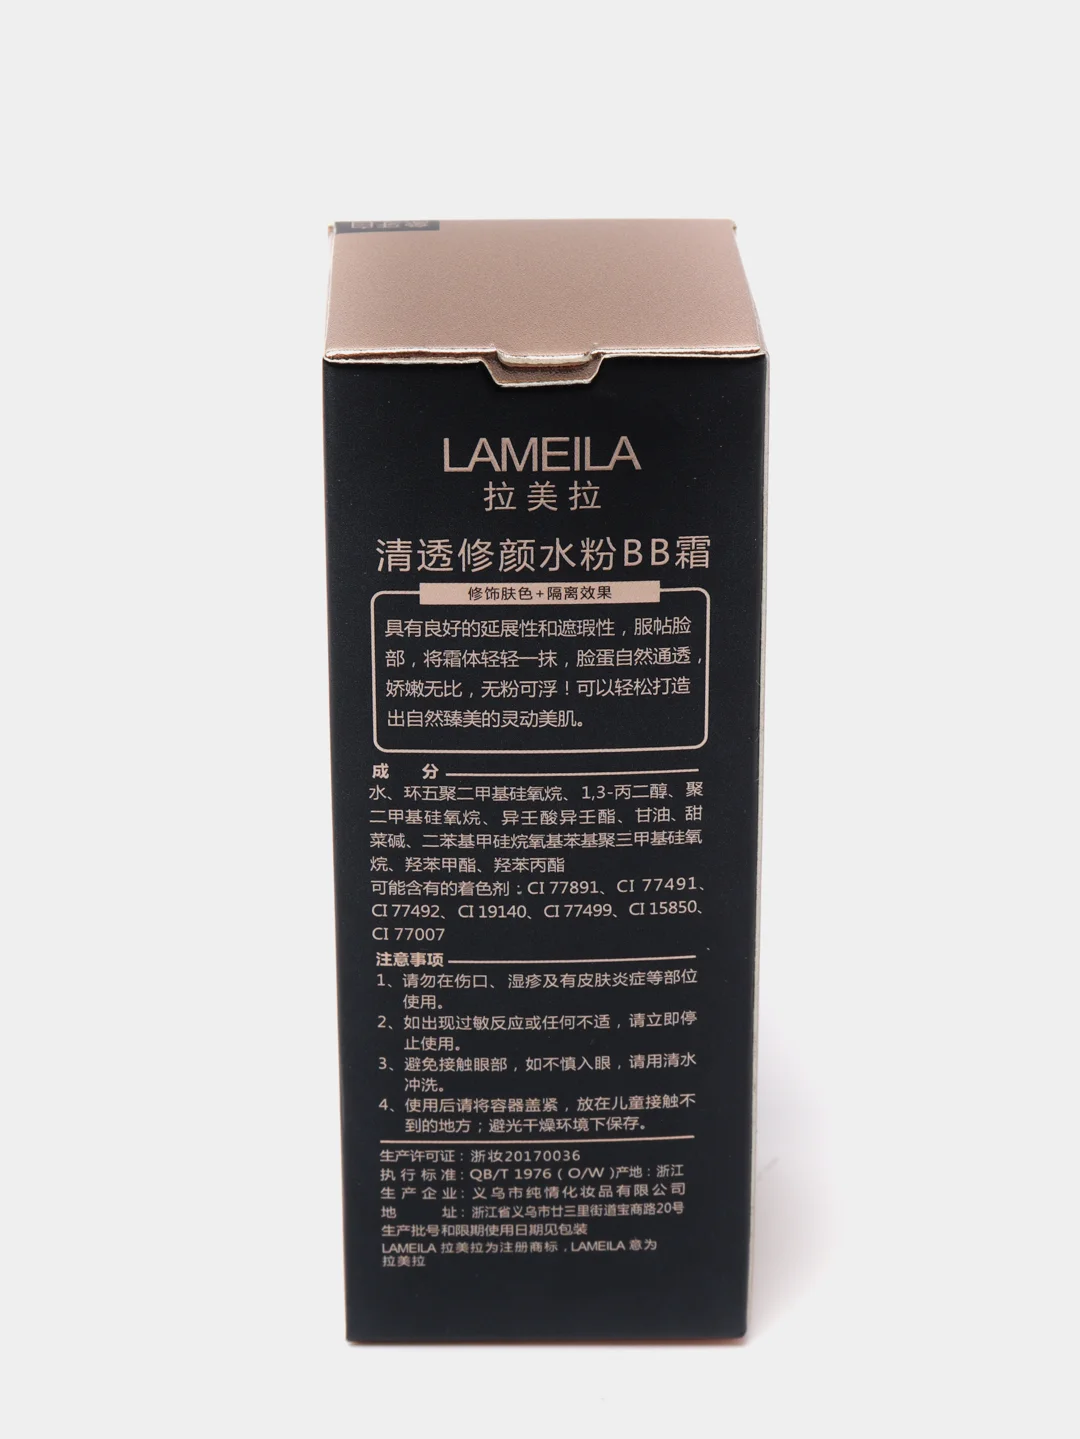 LAMEILA
拉美拉
清透修颜水粉BB霜
修饰肤色+隔离效果
具有良好的延展性和遮瑕性，服帖脸
部，将霜体轻轻一抹，脸蛋自然通透，
娇嫩无比，无粉可浮！可以轻松打造
出自然臻美的灵动美肌。
成 分
水、环五聚二甲基硅氧烷、1,3-丙二醇、聚
二甲基硅氧烷、异壬酸异壬酯、甘油、甜
菜碱、二苯基甲硅烷氧基苯基聚三甲基硅氧
烷、羟苯甲酯、羟苯丙酯
可能含有的着色剂：CI 77891、CI 77491、
CI 77492、CI 19140、CI 77499、CI 15850、
CI 77007
注意事项
1、请勿在伤口、湿疹及有皮肤炎症等部位
使用。
2、如出现过敏反应或任何不适，请立即停
止使用。
3、避免接触眼部，如不慎入眼，请用清水
冲洗。
4、使用后请将容器盖紧，放在儿童接触不
到的地方；避光干燥环境下保存。
生产许可证：浙妆20170036
执行标准：QB/T 1976（O/W）产地：浙江
生产企业：义乌市纯情化妆品有限公司
地 址：浙江省义乌市廿三里街道宝商路20号
生产批号和限期使用日期见包装
LAMEILA 拉美拉为注册商标，LAMEILA 意为
拉美拉